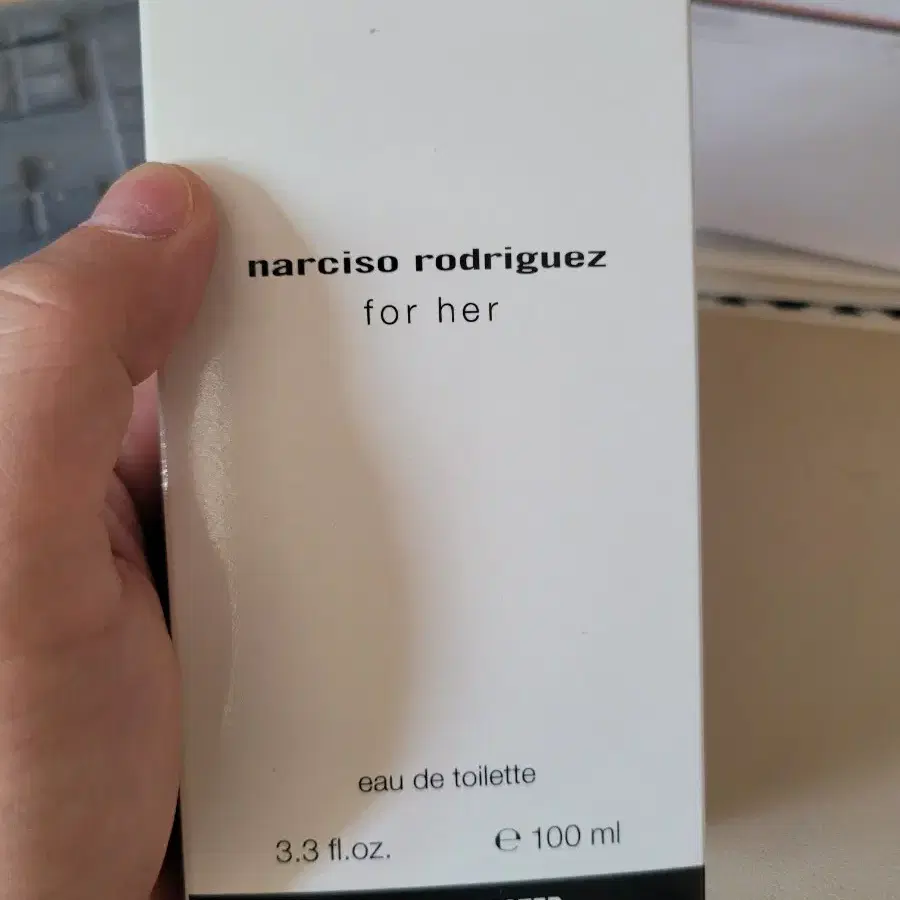 narciso rodriguez
for her
eau de toilette
3.3 fl.oz. ℮ 100 ml